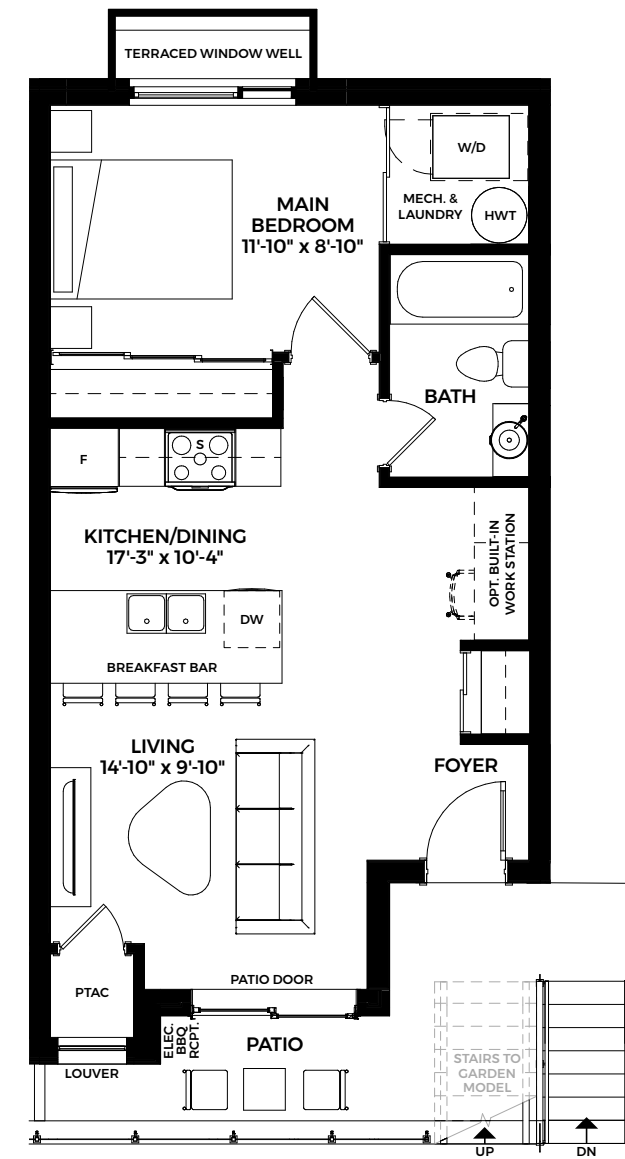 TERRACED WINDOW WELL
W/D
MECH. &
LAUNDRY
HWT
MAIN
BEDROOM
11'-10" x 8'-10"
BATH
F
S
KITCHEN/DINING
17'-3" x 10'-4"
OPT. BUILT-IN
WORK STATION
DW
BREAKFAST BAR
LIVING
14'-10" x 9'-10"
FOYER
PATIO DOOR
PTAC
ELEC.
BBQ
RCPT.
PATIO
LOUVER
STAIRS TO
GARDEN
MODEL
UP
DN